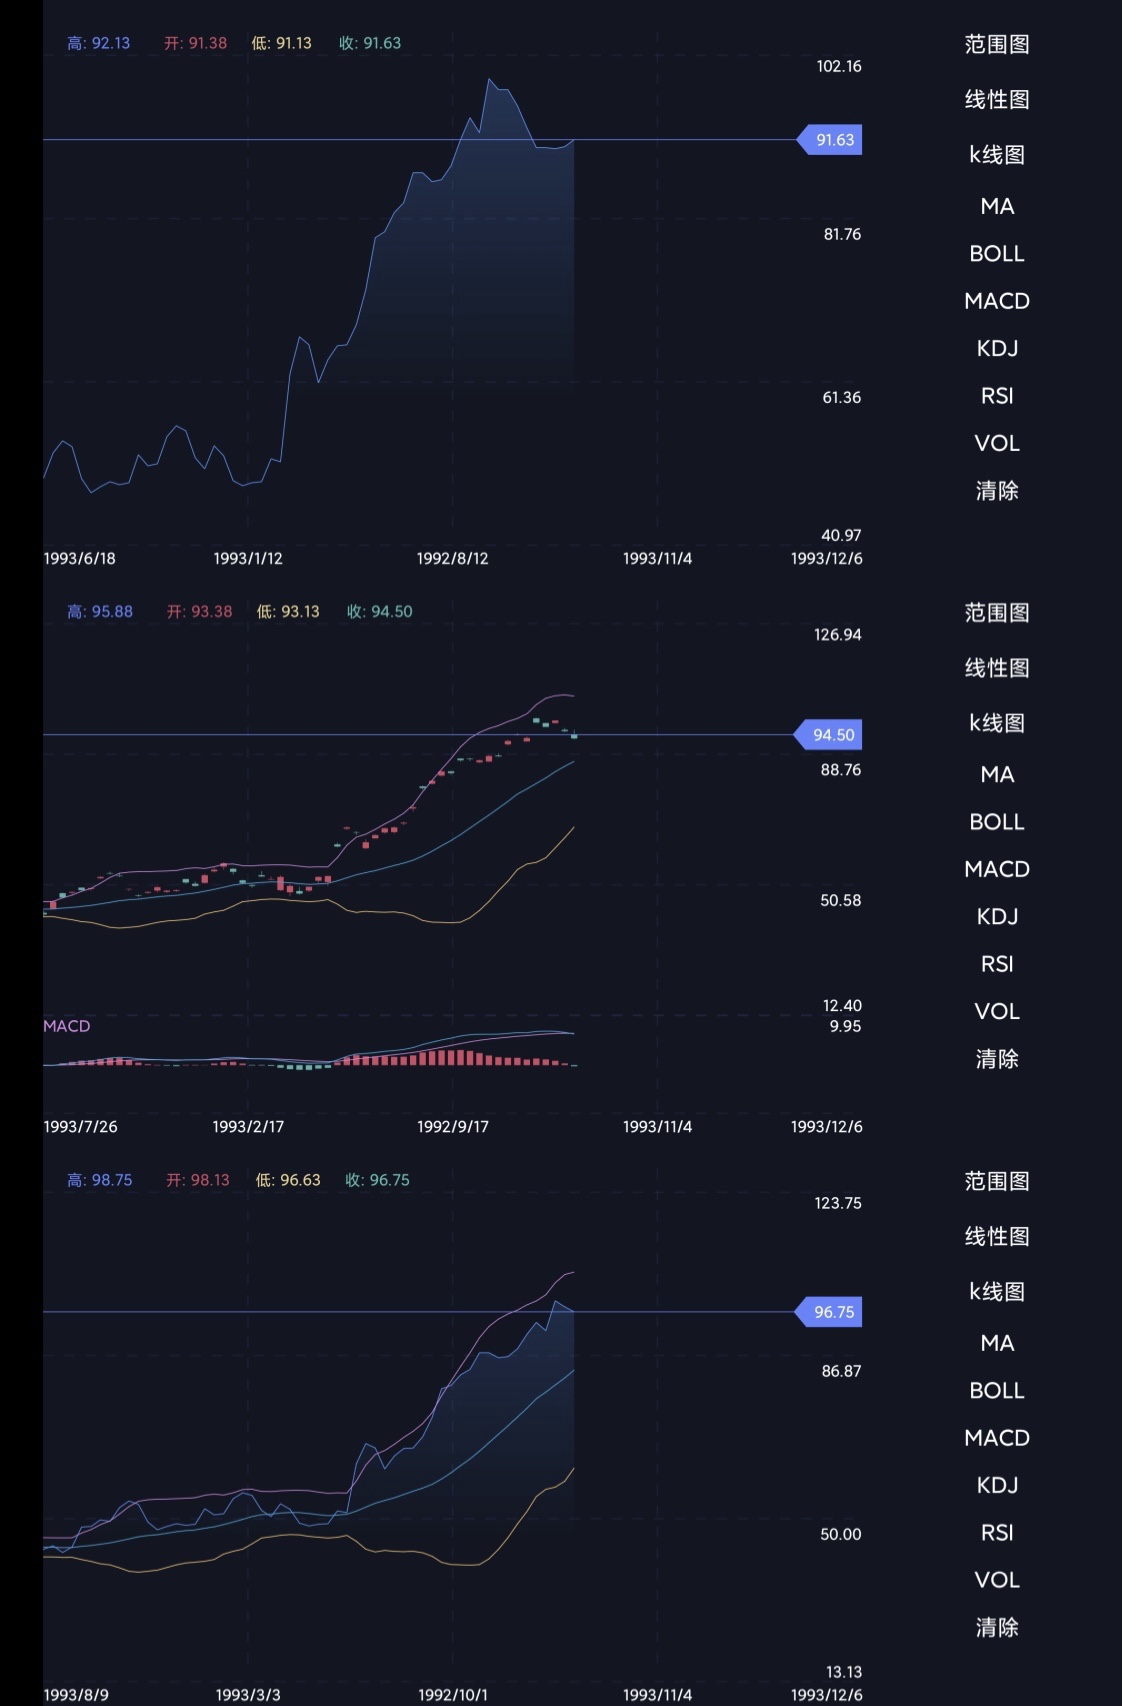 高: 92.13 开: 91.38 低: 91.13 收: 91.63
范围图
102.16
线性图
91.63
k线图
MA
81.76
BOLL
MACD
KDJ
61.36
RSI
VOL
清除
40.97
1993/6/18 1993/1/12 1992/8/12 1993/11/4 1993/12/6
高: 95.88 开: 93.38 低: 93.13 收: 94.50
范围图
126.94
线性图
k线图
94.50
88.76
MA
BOLL
MACD
50.58
KDJ
RSI
12.40
VOL
MACD 9.95
清除
1993/7/26 1993/2/17 1992/9/17 1993/11/4 1993/12/6
高: 98.75 开: 98.13 低: 96.63 收: 96.75
范围图
123.75
线性图
k线图
96.75
MA
86.87
BOLL
MACD
KDJ
50.00
RSI
VOL
清除
13.13
1993/8/9 1993/3/3 1992/10/1 1993/11/4 1993/12/6